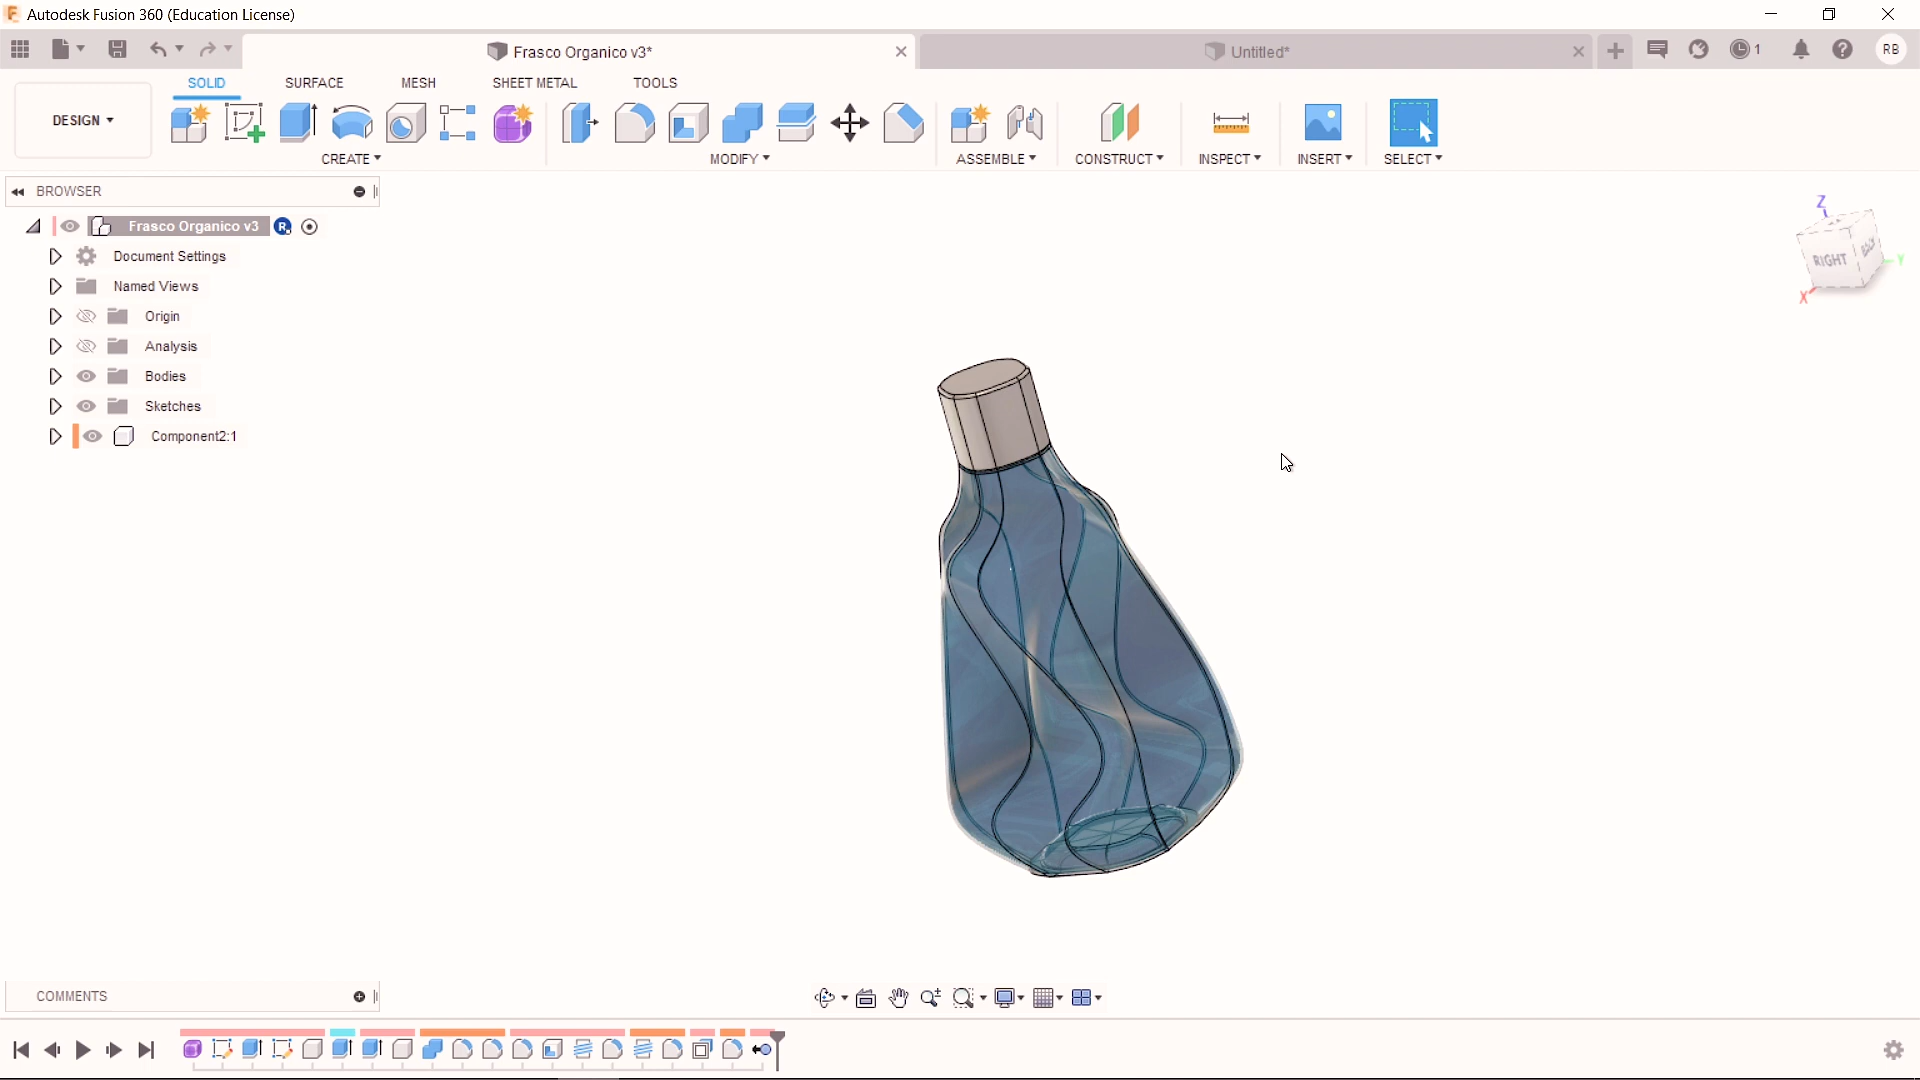 Autodesk Fusion 360 (Education License)
Frasco Organico v3*
Untitled*
1
RB
SOLID
SURFACE
MESH
SHEET METAL
TOOLS
DESIGN
CREATE
MODIFY
ASSEMBLE
CONSTRUCT
INSPECT
INSERT
SELECT
BROWSER
Frasco Organico v3
R
Document Settings
Named Views
Origin
Analysis
Bodies
Sketches
Component2:1
Z
RIGHT
BACK
Y
X
COMMENTS